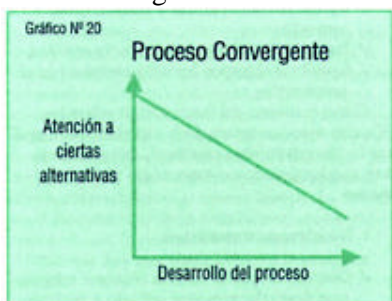 Gráfico Nº 20
Proceso Convergente
Atención a
ciertas
alternativas
Desarrollo del proceso